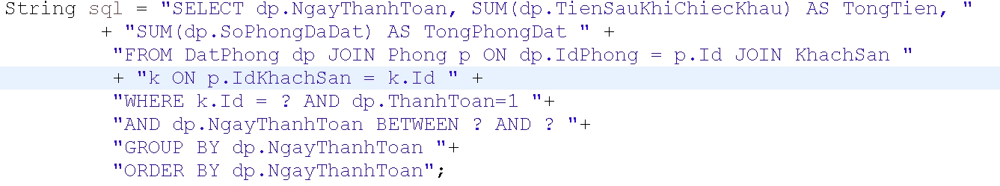 String sql = "SELECT dp.NgayThanhToan, SUM(dp.TienSauKhiChiecKhau) AS TongTien, "
+ "SUM(dp.SoPhongDaDat) AS TongPhongDat " +
"FROM DatPhong dp JOIN Phong p ON dp.IdPhong = p.Id JOIN KhachSan "
+ "k ON p.IdKhachSan = k.Id " +
"WHERE k.Id = ? AND dp.ThanhToan=1 "+
"AND dp.NgayThanhToan BETWEEN ? AND ? "+
"GROUP BY dp.NgayThanhToan "+
"ORDER BY dp.NgayThanhToan";